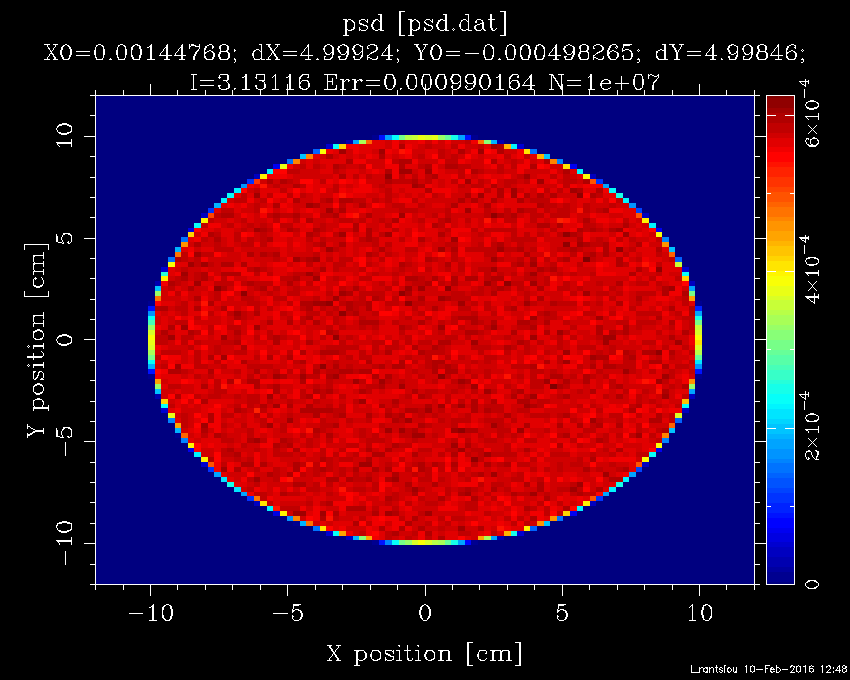 psd [psd.dat]
X0=0.00144768; dX=4.99924; Y0=-0.000498265; dY=4.99846;
I=3.13116 Err=0.000990164 N=1e+07
Y position [cm]
10
5
0
−5
−10
−10 −5 0 5 10
X position [cm]
6×10⁻⁴
4×10⁻⁴
2×10⁻⁴
0
10-Feb-2016 12:48